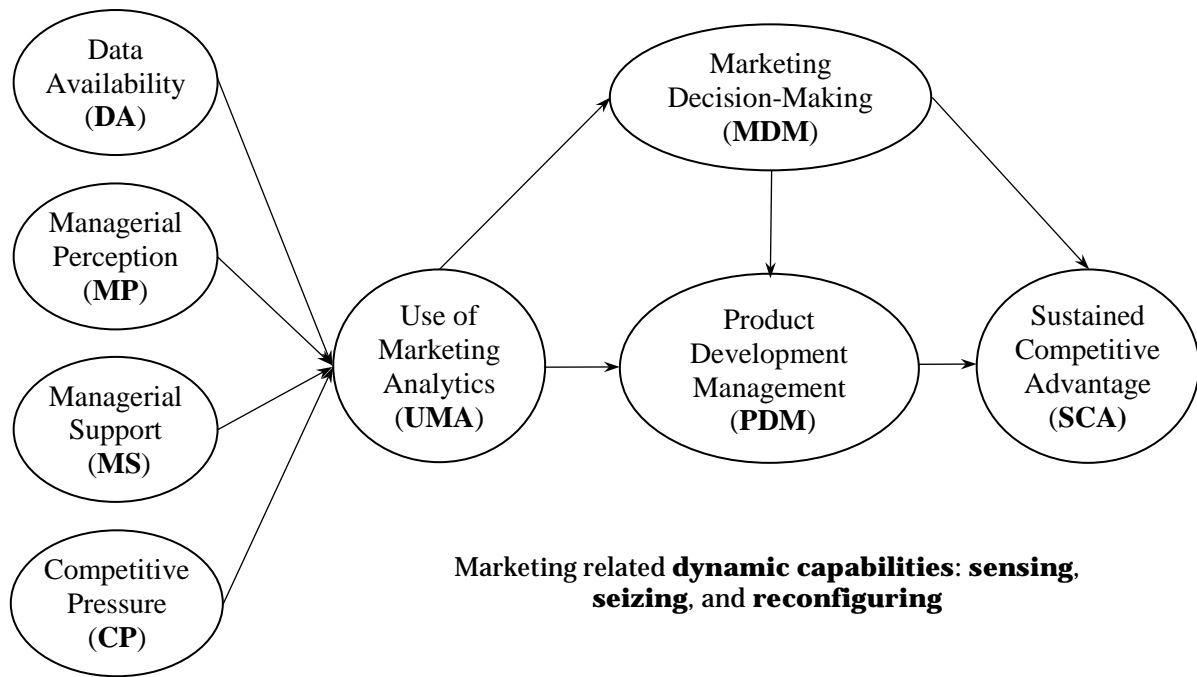 Data
Availability
(DA)
Managerial
Perception
(MP)
Managerial
Support
(MS)
Competitive
Pressure
(CP)
Use of
Marketing
Analytics
(UMA)
Marketing
Decision-Making
(MDM)
Product
Development
Management
(PDM)
Sustained
Competitive
Advantage
(SCA)
Marketing related dynamic capabilities: sensing,
seizing, and reconfiguring